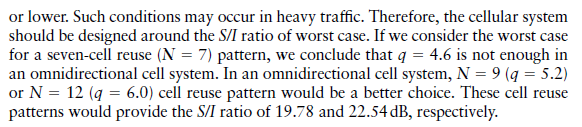 or lower. Such conditions may occur in heavy traffic. Therefore, the cellular system
should be designed around the S/I ratio of worst case. If we consider the worst case
for a seven-cell reuse (N = 7) pattern, we conclude that q = 4.6 is not enough in
an omnidirectional cell system. In an omnidirectional cell system, N = 9 (q = 5.2)
or N = 12 (q = 6.0) cell reuse pattern would be a better choice. These cell reuse
patterns would provide the S/I ratio of 19.78 and 22.54 dB, respectively.